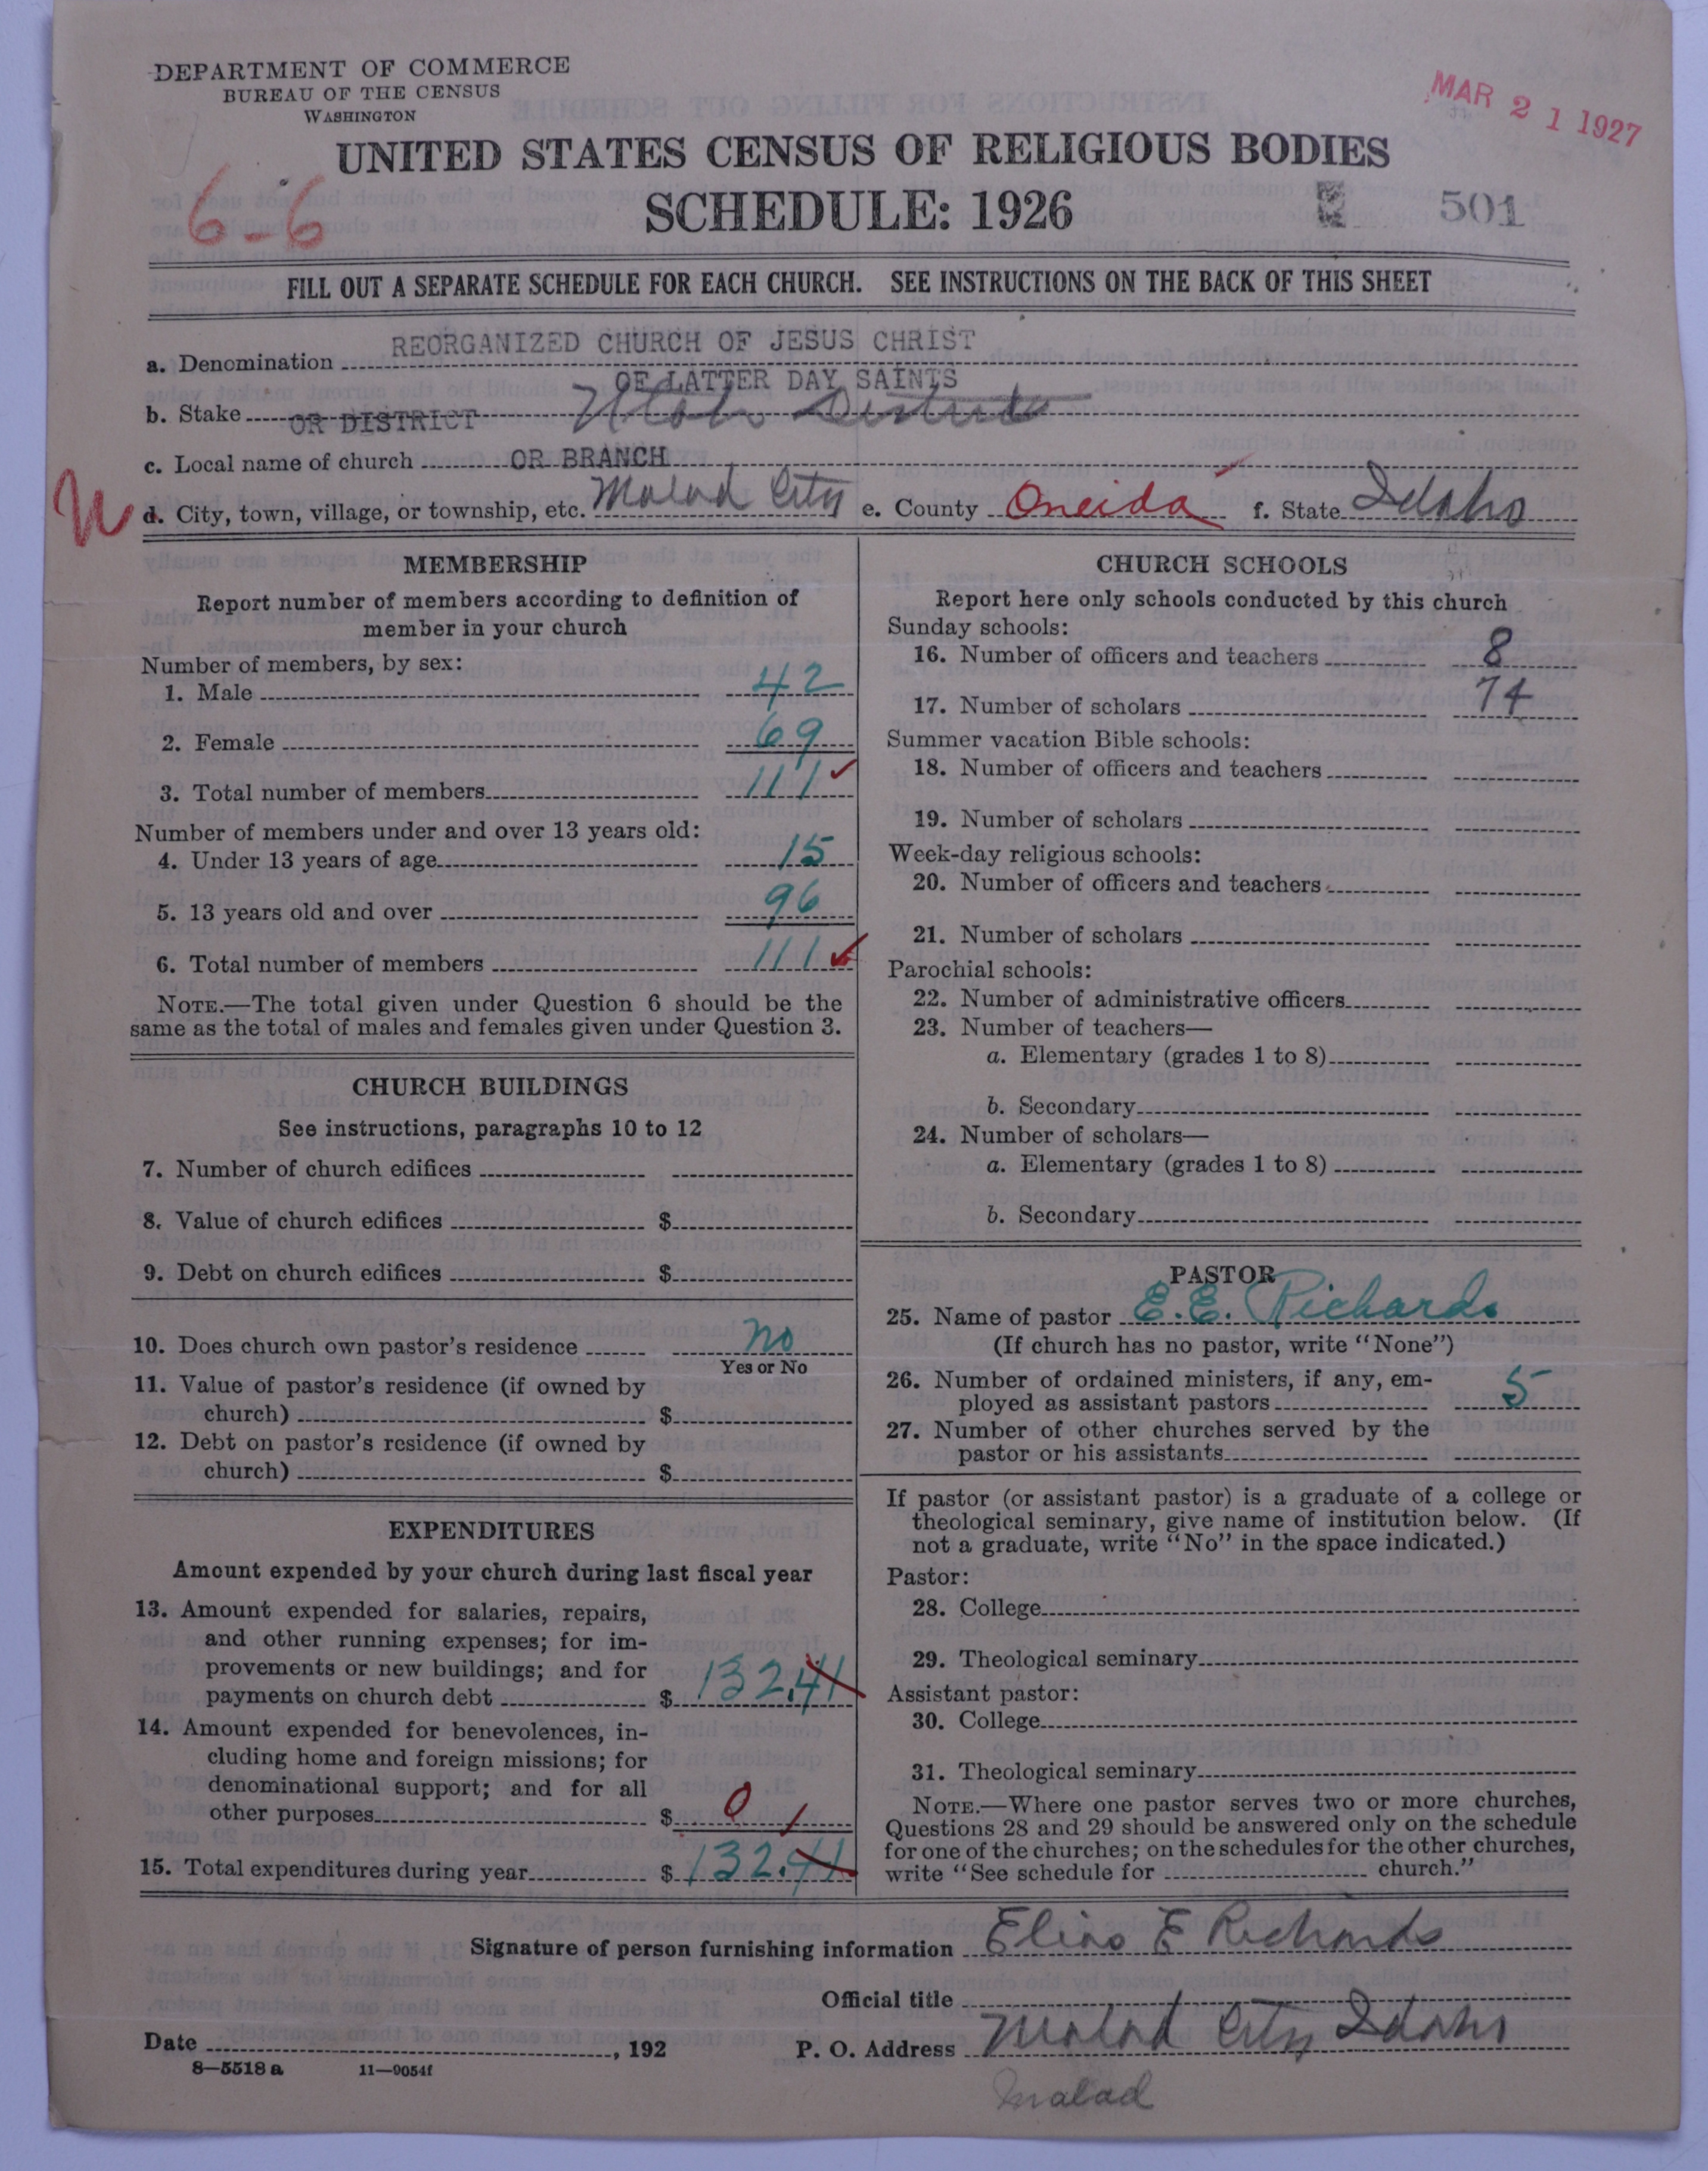 DEPARTMENT OF COMMERCE
BUREAU OF THE CENSUS
WASHINGTON
MAR 21 1927
UNITED STATES CENSUS OF RELIGIOUS BODIES
6-6
SCHEDULE: 1926
501
FILL OUT A SEPARATE SCHEDULE FOR EACH CHURCH. SEE INSTRUCTIONS ON THE BACK OF THIS SHEET
a. Denomination REORGANIZED CHURCH OF JESUS CHRIST
OF LATTER DAY SAINTS
b. Stake OR DISTRICT Utah District
c. Local name of church OR BRANCH
d. City, town, village, or township, etc. Malad City e. County Oneida f. State Idaho
MEMBERSHIP
Report number of members according to definition of
member in your church
Number of members, by sex:
1. Male 42
2. Female 69
3. Total number of members 111
Number of members under and over 13 years old:
4. Under 13 years of age 15
5. 13 years old and over 96
6. Total number of members 111
NOTE.—The total given under Question 6 should be the
same as the total of males and females given under Question 3.
CHURCH BUILDINGS
See instructions, paragraphs 10 to 12
7. Number of church edifices
8. Value of church edifices $
9. Debt on church edifices $
10. Does church own pastor's residence no
Yes or No
11. Value of pastor's residence (if owned by
church) $
12. Debt on pastor's residence (if owned by
church) $
EXPENDITURES
Amount expended by your church during last fiscal year
13. Amount expended for salaries, repairs,
and other running expenses; for im-
provements or new buildings; and for
payments on church debt $ 132.41
14. Amount expended for benevolences, in-
cluding home and foreign missions; for
denominational support; and for all
other purposes $ 0
15. Total expenditures during year $ 132.41
CHURCH SCHOOLS
Report here only schools conducted by this church
Sunday schools:
16. Number of officers and teachers 8
17. Number of scholars 74
Summer vacation Bible schools:
18. Number of officers and teachers
19. Number of scholars
Week-day religious schools:
20. Number of officers and teachers
21. Number of scholars
Parochial schools:
22. Number of administrative officers
23. Number of teachers—
a. Elementary (grades 1 to 8)
b. Secondary
24. Number of scholars—
a. Elementary (grades 1 to 8)
b. Secondary
PASTOR
25. Name of pastor E. E. Richards
(If church has no pastor, write "None")
26. Number of ordained ministers, if any, em-
ployed as assistant pastors 5
27. Number of other churches served by the
pastor or his assistants
If pastor (or assistant pastor) is a graduate of a college or
theological seminary, give name of institution below. (If
not a graduate, write "No" in the space indicated.)
Pastor:
28. College
29. Theological seminary
Assistant pastor:
30. College
31. Theological seminary
NOTE.—Where one pastor serves two or more churches,
Questions 28 and 29 should be answered only on the schedule
for one of the churches; on the schedules for the other churches,
write "See schedule for church."
Signature of person furnishing information Elias E Richards
Official title
Date , 192 P. O. Address Malad City Idaho
8—5518 a 11—9054f
Malad